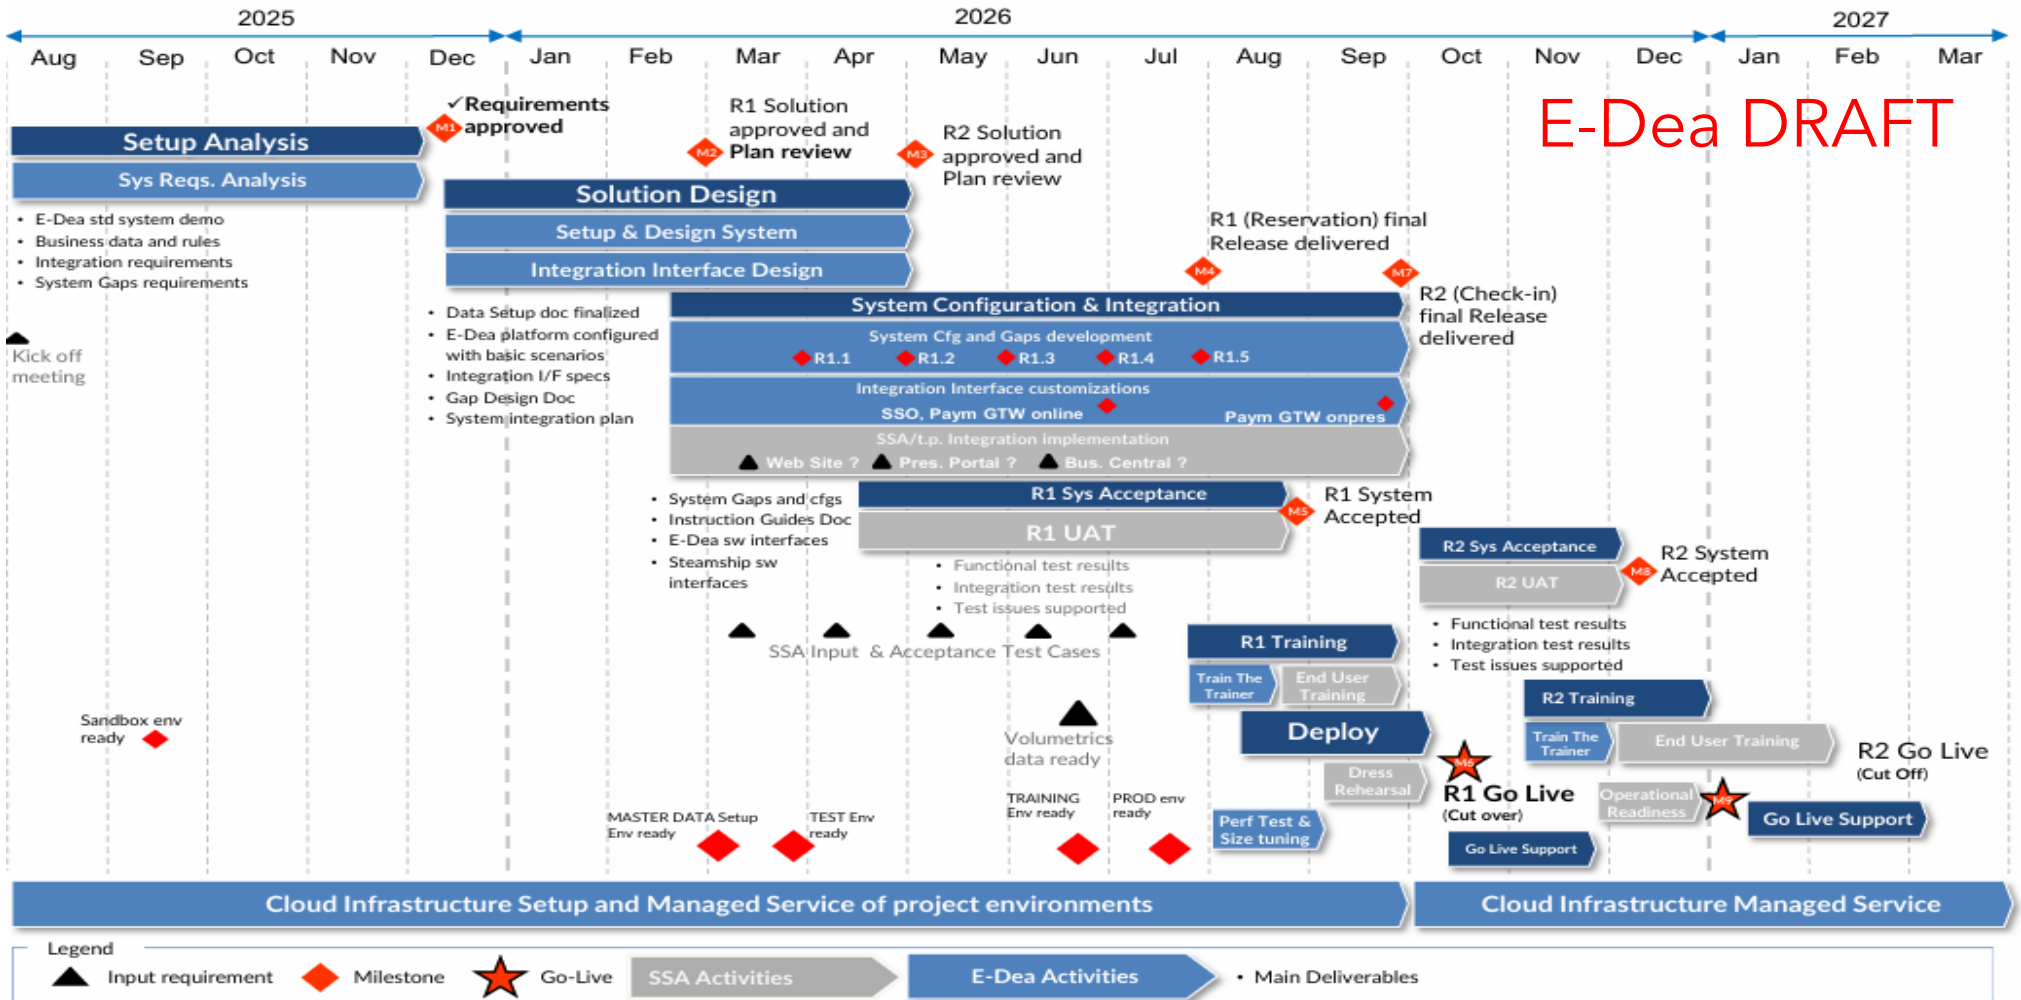 2025
2026
2027
Aug
Sep
Oct
Nov
Dec
Jan
Feb
Mar
Apr
May
Jun
Jul
Aug
Sep
Oct
Nov
Dec
Jan
Feb
Mar
E-Dea DRAFT
Setup Analysis
Sys Reqs. Analysis
• E-Dea std system demo
• Business data and rules
• Integration requirements
• System Gaps requirements
Kick off
meeting
M1
✓Requirements
approved
M2
R1 Solution
approved and
Plan review
M3
R2 Solution
approved and
Plan review
Solution Design
Setup & Design System
Integration Interface Design
• Data Setup doc finalized
• E-Dea platform configured
with basic scenarios
• Integration I/F specs
• Gap Design Doc
• System integration plan
R1 (Reservation) final
Release delivered
M4
M7
R2 (Check-in)
final Release
delivered
System Configuration & Integration
System Cfg and Gaps development
R1.1
R1.2
R1.3
R1.4
R1.5
Integration Interface customizations
SSO, Paym GTW online
Paym GTW onpres
SSA/t.p. Integration implementation
Web Site ?
Pres. Portal ?
Bus. Central ?
• System Gaps and cfgs
• Instruction Guides Doc
• E-Dea sw interfaces
• Steamship sw
interfaces
R1 Sys Acceptance
R1 UAT
M5
R1 System
Accepted
• Functional test results
• Integration test results
• Test issues supported
SSA Input & Acceptance Test Cases
R2 Sys Acceptance
R2 UAT
M8
R2 System
Accepted
• Functional test results
• Integration test results
• Test issues supported
R1 Training
Train The
Trainer
End User
Training
R2 Training
Train The
Trainer
End User Training
Sandbox env
ready
Volumetrics
data ready
Deploy
Dress
Rehearsal
M6
R1 Go Live
(Cut over)
Go Live Support
Operational
Readiness
M9
R2 Go Live
(Cut Off)
Go Live Support
MASTER DATA Setup
Env ready
TEST Env
ready
TRAINING
Env ready
PROD env
ready
Perf Test &
Size tuning
Cloud Infrastructure Setup and Managed Service of project environments
Cloud Infrastructure Managed Service
Legend
Input requirement
Milestone
Go-Live
SSA Activities
E-Dea Activities
• Main Deliverables